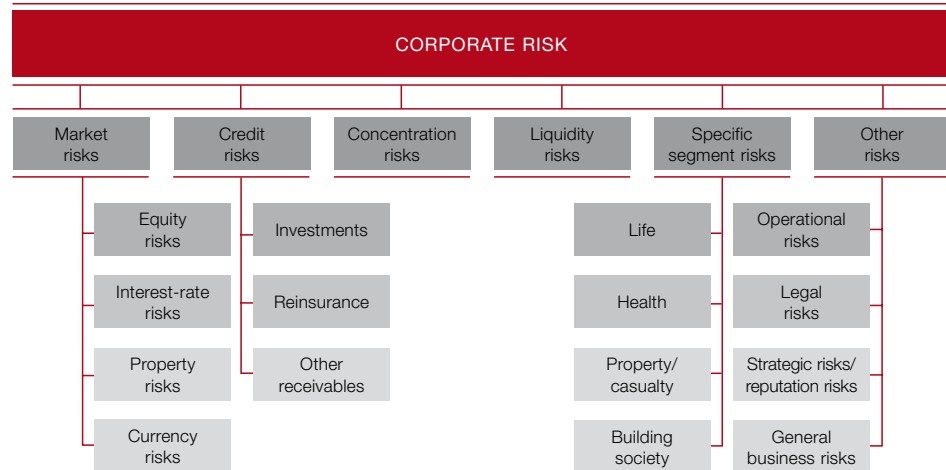 CORPORATE RISK
Market
risks
Credit
risks
Concentration
risks
Liquidity
risks
Specific
segment risks
Other
risks
Equity
risks
Interest-rate
risks
Property
risks
Currency
risks
Investments
Reinsurance
Other
receivables
Life
Health
Property/
casualty
Building
society
Operational
risks
Legal
risks
Strategic risks/
reputation risks
General
business risks